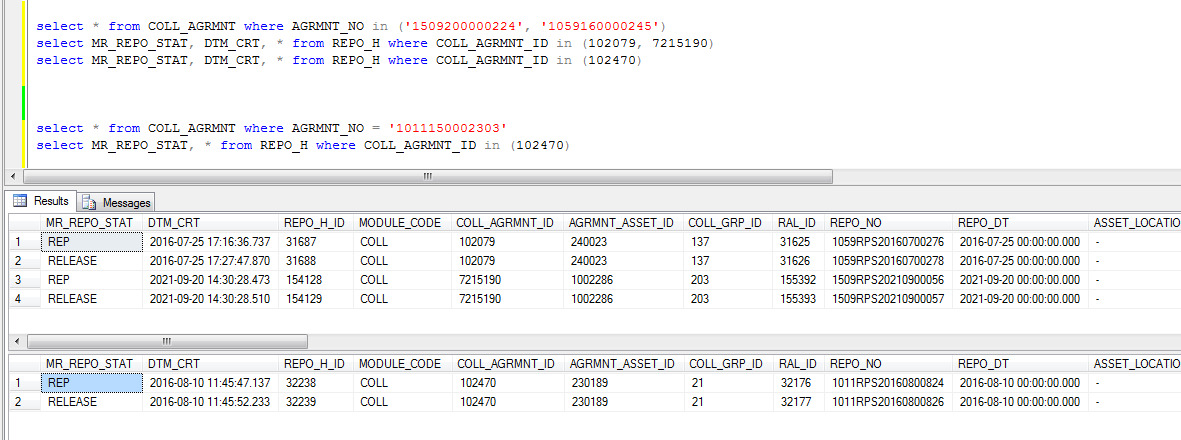 select * from COLL_AGRMNT where AGRMNT_NO in ('1509200000224', '1059160000245')
select MR_REPO_STAT, DTM_CRT, * from REPO_H where COLL_AGRMNT_ID in (102079, 7215190)
select MR_REPO_STAT, DTM_CRT, * from REPO_H where COLL_AGRMNT_ID in (102470)
select * from COLL_AGRMNT where AGRMNT_NO = '1011150002303'
select MR_REPO_STAT, * from REPO_H where COLL_AGRMNT_ID in (102470)
Results Messages
MR_REPO_STAT DTM_CRT REPO_H_ID MODULE_CODE COLL_AGRMNT_ID AGRMNT_ASSET_ID COLL_GRP_ID RAL_ID REPO_NO REPO_DT ASSET_LOCATIO
1 REP 2016-07-25 17:16:36.737 31687 COLL 102079 240023 137 31625 1059RPS20160700276 2016-07-25 00:00:00.000 -
2 RELEASE 2016-07-25 17:27:47.870 31688 COLL 102079 240023 137 31626 1059RPS20160700278 2016-07-25 00:00:00.000 -
3 REP 2021-09-20 14:30:28.473 154128 COLL 7215190 1002286 203 155392 1509RPS20210900056 2021-09-20 00:00:00.000 -
4 RELEASE 2021-09-20 14:30:28.510 154129 COLL 7215190 1002286 203 155393 1509RPS20210900057 2021-09-20 00:00:00.000 -
MR_REPO_STAT DTM_CRT REPO_H_ID MODULE_CODE COLL_AGRMNT_ID AGRMNT_ASSET_ID COLL_GRP_ID RAL_ID REPO_NO REPO_DT ASSET_LOCATIO
1 REP 2016-08-10 11:45:47.137 32238 COLL 102470 230189 21 32176 1011RPS20160800824 2016-08-10 00:00:00.000 -
2 RELEASE 2016-08-10 11:45:52.233 32239 COLL 102470 230189 21 32177 1011RPS20160800826 2016-08-10 00:00:00.000 -